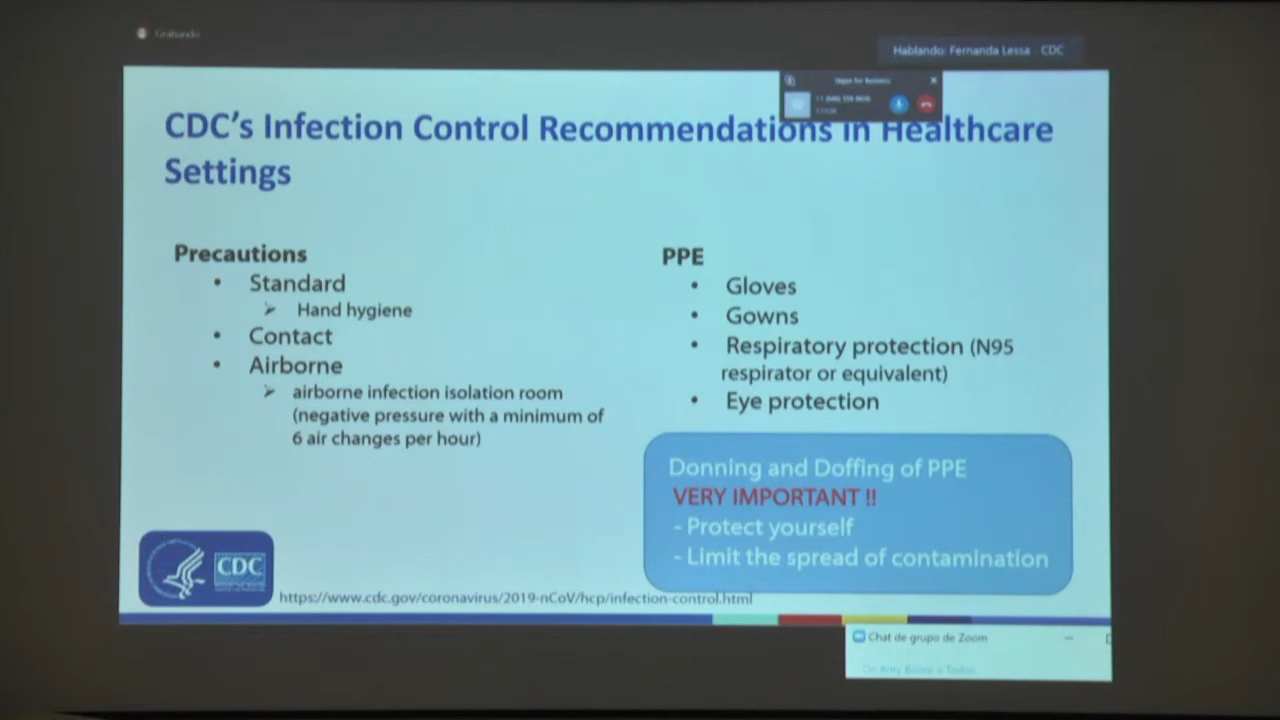 Grabando
Hablando: Fernanda Lessa CDC
Skype for Business
CDC's Infection Control Recommendations in Healthcare
Settings
Precautions
• Standard
➢ Hand hygiene
• Contact
• Airborne
➢ airborne infection isolation room
(negative pressure with a minimum of
6 air changes per hour)
PPE
• Gloves
• Gowns
• Respiratory protection (N95
respirator or equivalent)
• Eye protection
Donning and Doffing of PPE
VERY IMPORTANT !!
- Protect yourself
- Limit the spread of contamination
CDC
https://www.cdc.gov/coronavirus/2019-nCoV/hcp/infection-control.html
Chat de grupo de Zoom